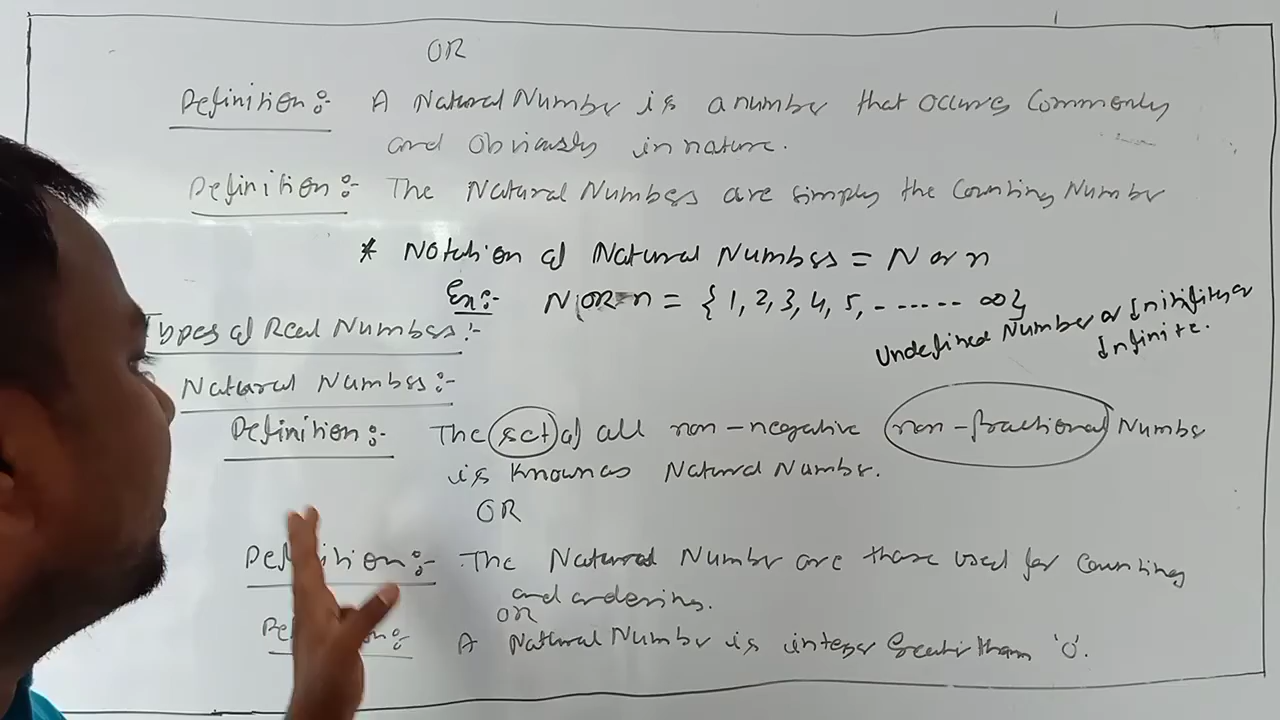 OR
Definition :- A Natural Number is a number that occures Commonly
and obviously in nature.
Definition :- The Natural Numbers are simply the Counting Number
* Notation of Natural Numbers = N or n
Ex:- N OR n = { 1, 2, 3, 4, 5, - - - - - - ∞ }
Undefined Number or Infinity or
Infinite.
Types of Real Numbers :-
Natural Numbers :-
Definition :- The set of all non-negative non-fractional Number
is known as Natural Number.
OR
Definition :- The Natural Number are those used for Counting
and ordering.
OR
A Natural Number is integer Greater than '0'.